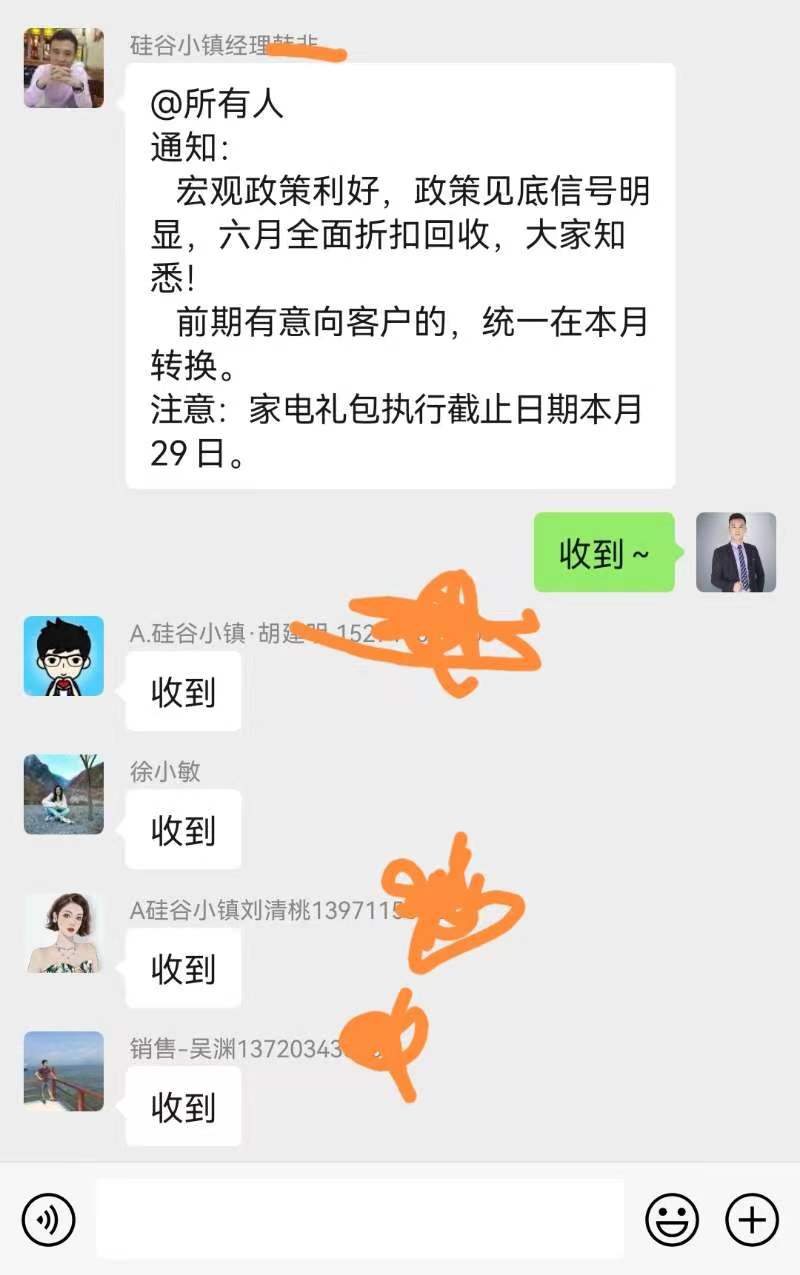 硅谷小镇经理
@所有人
通知：
宏观政策利好，政策见底信号明
显，六月全面折扣回收，大家知
悉！
前期有意向客户的，统一在本月
转换。
注意：家电礼包执行截止日期本月
29日。
收到~
A.硅谷小镇·胡建 152
收到
徐小敏
收到
A硅谷小镇刘清桃1397115
收到
销售-吴渊13720343
收到